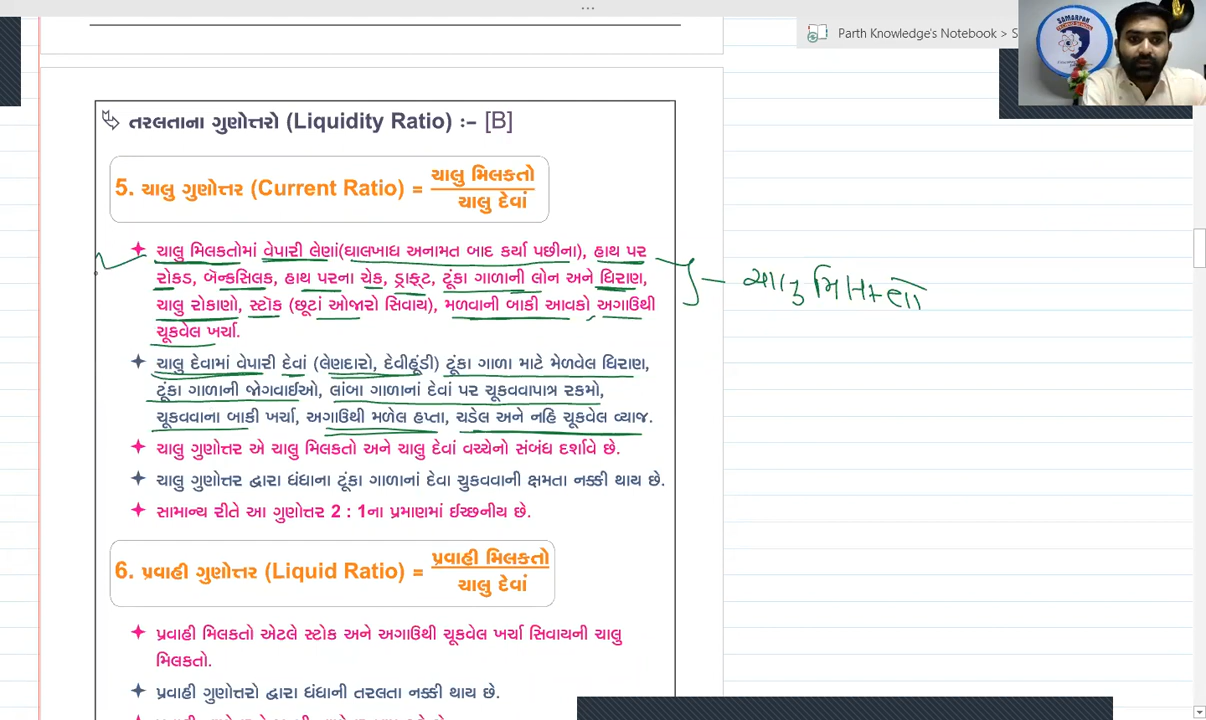 Parth Knowledge's Notebook > S
SAMARPAN
તરલતાના ગુણોત્તરો (Liquidity Ratio) :– [B]
5. ચાલુ ગુણોત્તર (Current Ratio) = ચાલુ મિલકતો
ચાલુ દેવાં
ચાલુ મિલકતોમાં વેપારી લેણાં(ઘાલખાધ અનામત બાદ કર્યા પછીના), હાથ પર
રોકડ, બૅન્કસિલક, હાથ પરના ચેક, ડ્રાફ્ટ, ટૂંકા ગાળાની લોન અને ધિરાણ,
ચાલુ રોકાણો, સ્ટોક (છૂટાં ઓજારો સિવાય), મળવાની બાકી આવકો અગાઉથી
ચૂકવેલ ખર્ચા.
ચાલુ મિલકતો
ચાલુ દેવામાં વેપારી દેવાં (લેણદારો, દેવીહૂંડી) ટૂંકા ગાળા માટે મેળવેલ ધિરાણ,
ટૂંકા ગાળાની જોગવાઈઓ, લાંબા ગાળાનાં દેવાં પર ચૂકવવાપાત્ર રકમો,
ચૂકવવાના બાકી ખર્ચા, અગાઉથી મળેલ હપ્તા, ચડેલ અને નહિ ચૂકવેલ વ્યાજ.
ચાલુ ગુણોત્તર એ ચાલુ મિલકતો અને ચાલુ દેવાં વચ્ચેનો સંબંધ દર્શાવે છે.
ચાલુ ગુણોત્તર દ્વારા ધંધાના ટૂંકા ગાળાનાં દેવા ચુકવવાની ક્ષમતા નક્કી થાય છે.
સામાન્ય રીતે આ ગુણોત્તર 2 : 1ના પ્રમાણમાં ઈચ્છનીય છે.
6. પ્રવાહી ગુણોત્તર (Liquid Ratio) = પ્રવાહી મિલકતો
ચાલુ દેવાં
પ્રવાહી મિલકતો એટલે સ્ટોક અને અગાઉથી ચૂકવેલ ખર્ચા સિવાયની ચાલુ
મિલકતો.
પ્રવાહી ગુણોત્તરો દ્વારા ધંધાની તરલતા નક્કી થાય છે.